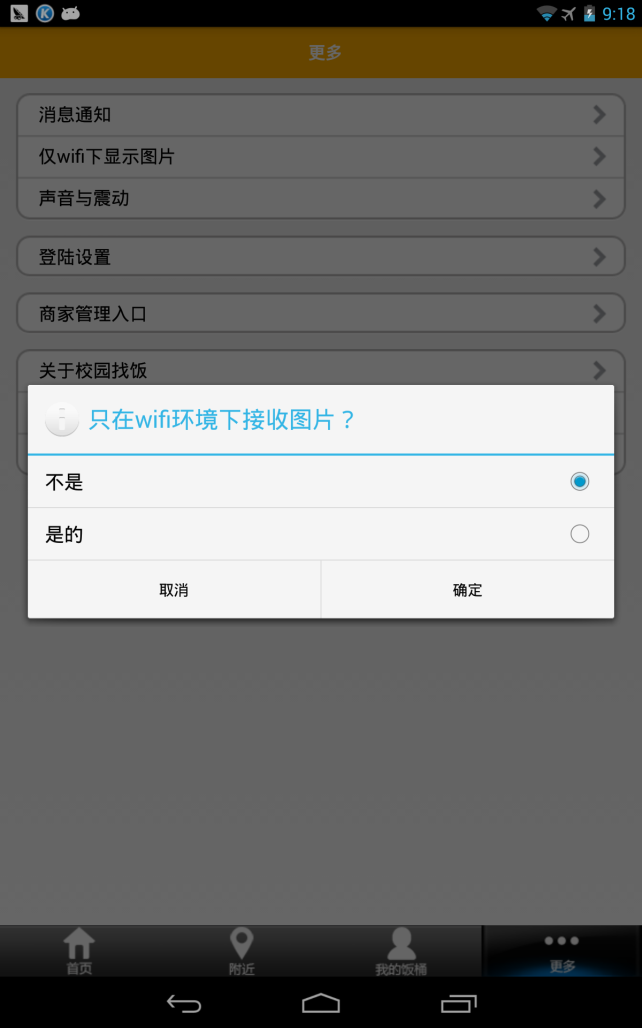 9:18
更多
消息通知
仅wifi下显示图片
声音与震动
登陆设置
商家管理入口
关于校园找饭
只在wifi环境下接收图片？
不是
是的
取消
确定
首页
附近
我的饭桶
更多